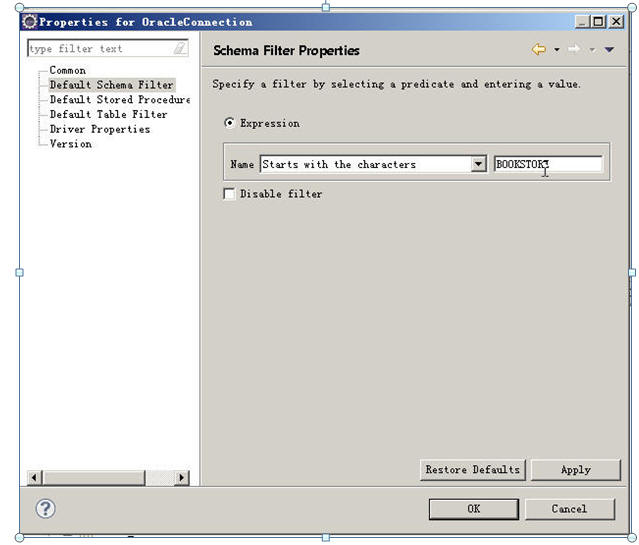 Properties for OracleConnection
type filter text
Common
Default Schema Filter
Default Stored Procedure
Default Table Filter
Driver Properties
Version
Schema Filter Properties
Specify a filter by selecting a predicate and entering a value.
Expression
Name Starts with the characters BOOKSTORE
Disable filter
Restore Defaults Apply
OK Cancel